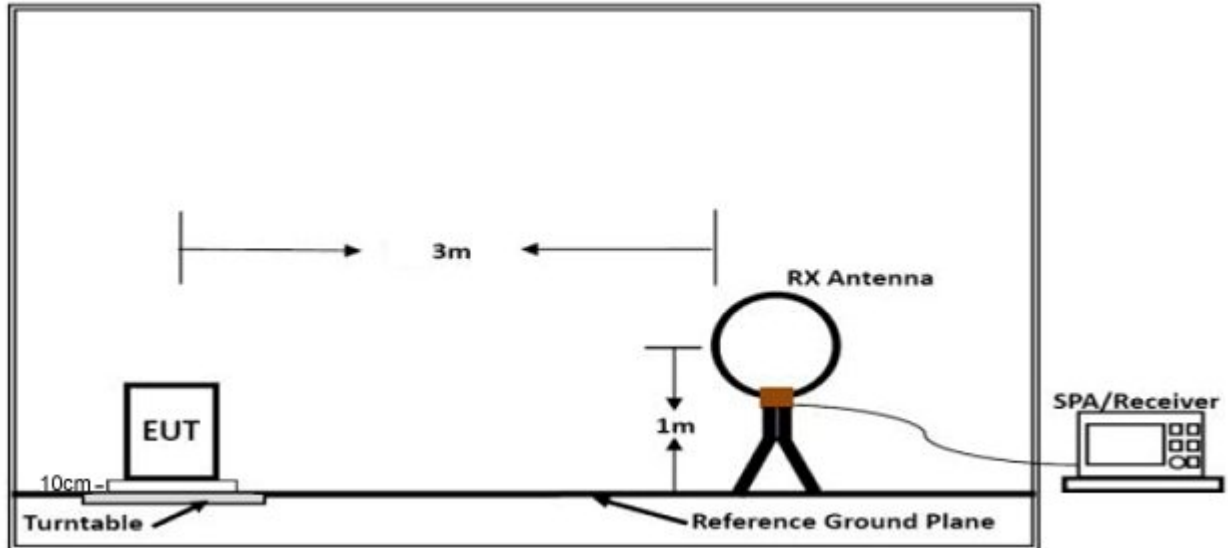 3m
RX Antenna
EUT
1m
SPA/Receiver
10cm
Turntable
Reference Ground Plane